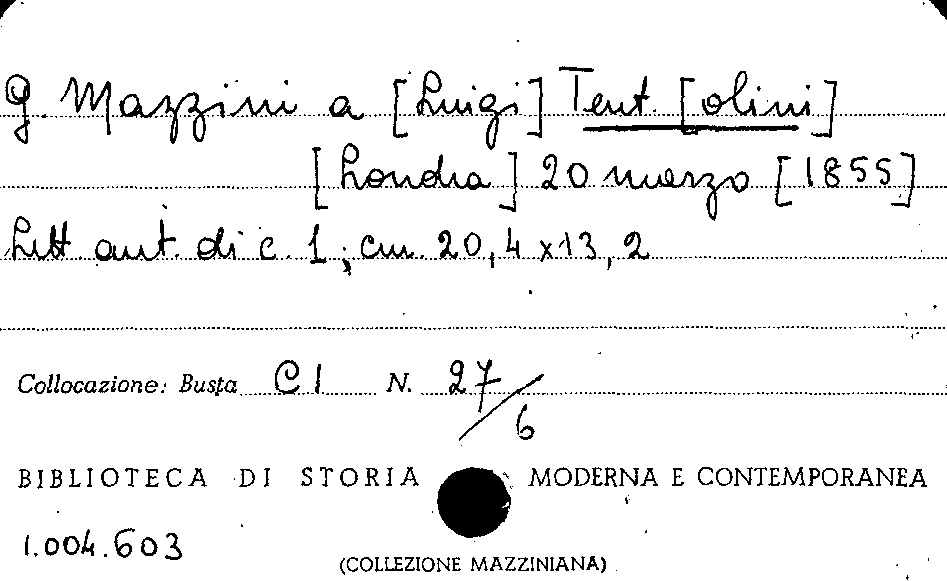 G. Mazzini a [Luigi] Tent. [olini]
[Londra] 20 marzo [1855]
Lett. aut. di c. 1; cm. 20,4 x 13,2
Collocazione: Busta CI N. 27/6
BIBLIOTECA DI STORIA MODERNA E CONTEMPORANEA
1.004.603
(COLLEZIONE MAZZINIANA)